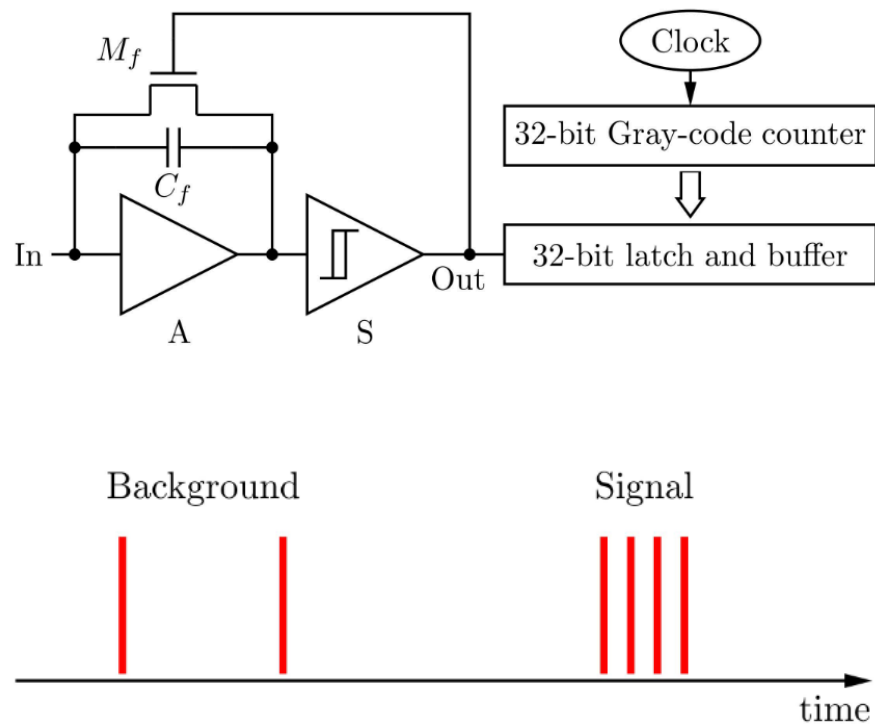 M_f
Clock
32-bit Gray-code counter
C_f
In
32-bit latch and buffer
Out
A
S
Background
Signal
time